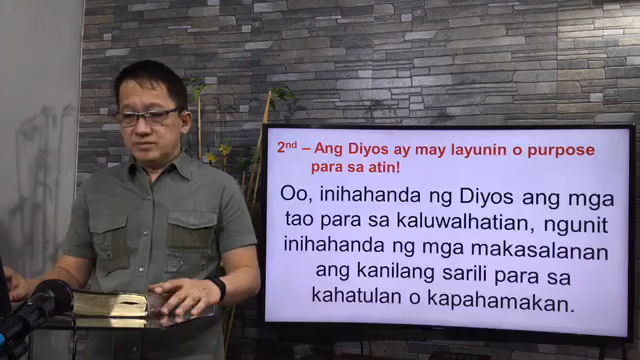 2nd – Ang Diyos ay may layunin o purpose
para sa atin!
Oo, inihahanda ng Diyos ang mga
tao para sa kaluwalhatian, ngunit
inihahanda ng mga makasalanan
ang kanilang sarili para sa
kahatulan o kapahamakan.